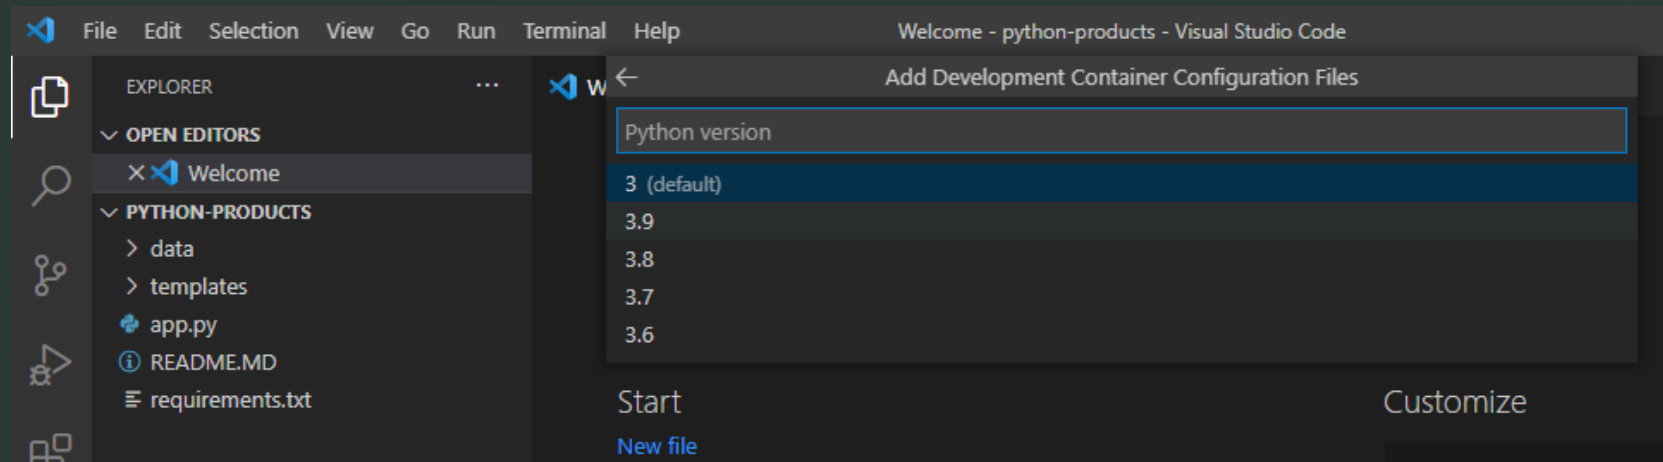 File Edit Selection View Go Run Terminal Help Welcome - python-products - Visual Studio Code
EXPLORER ···
OPEN EDITORS
Welcome
PYTHON-PRODUCTS
data
templates
app.py
README.MD
requirements.txt
W
Add Development Container Configuration Files
Python version
3 (default)
3.9
3.8
3.7
3.6
Start
New file
Customize